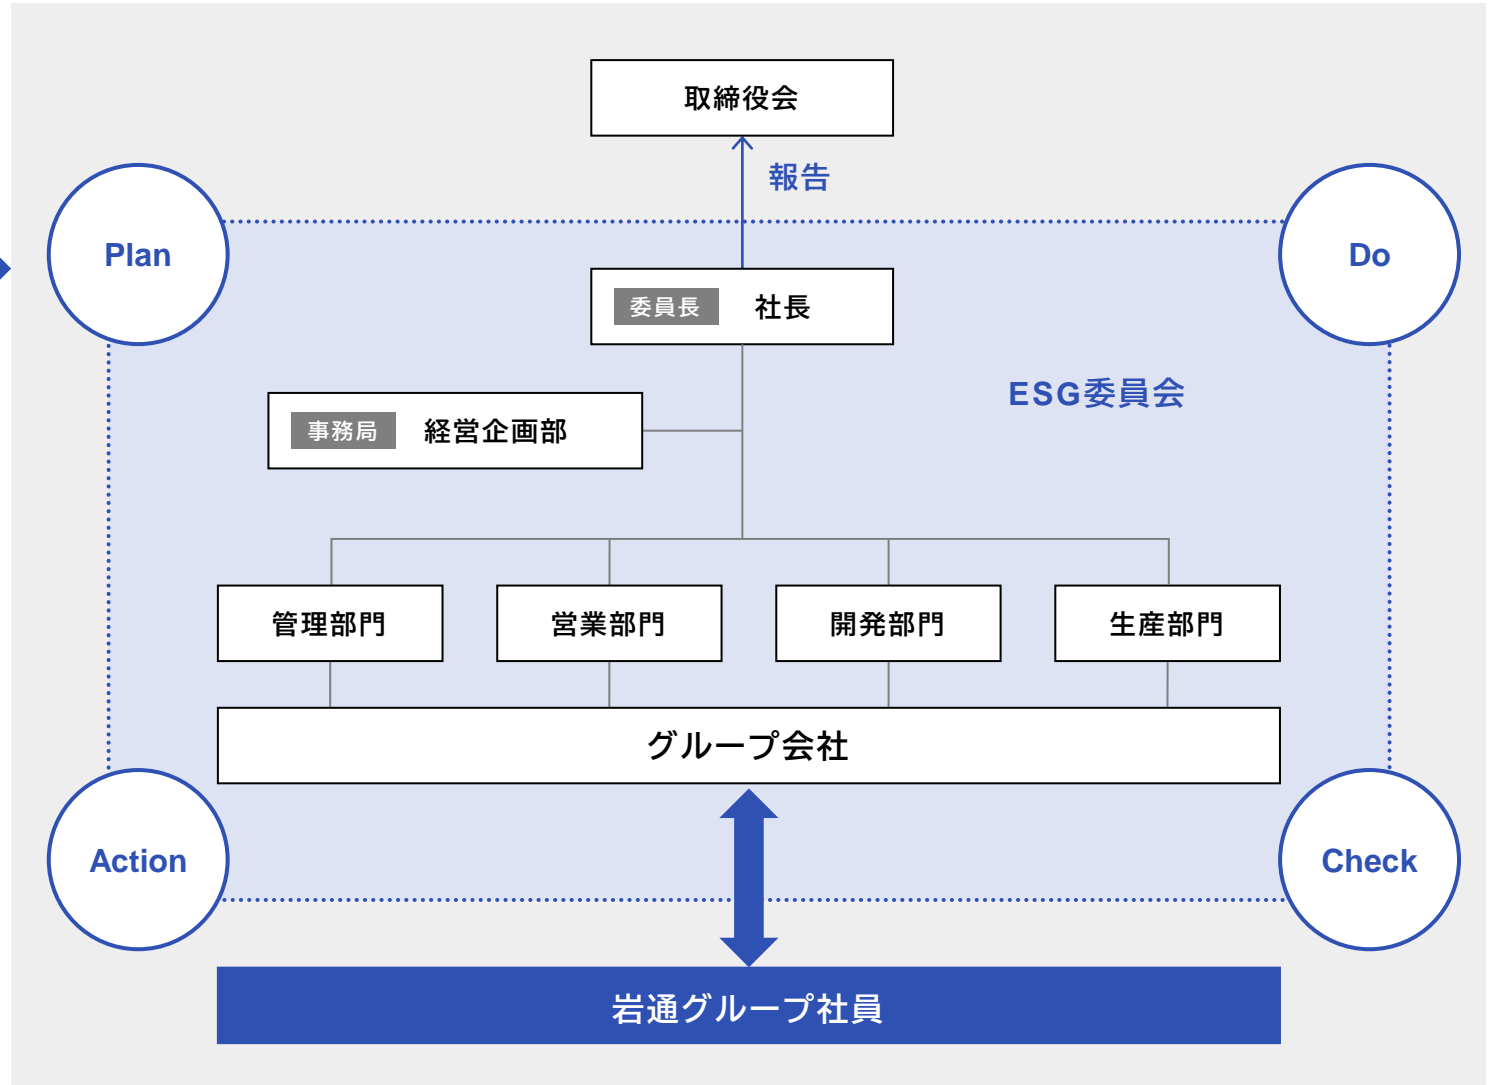 取締役会
報告
Plan
Do
委員長 社長
ESG委員会
事務局 経営企画部
管理部門
営業部門
開発部門
生産部門
グループ会社
Action
Check
岩通グループ社員